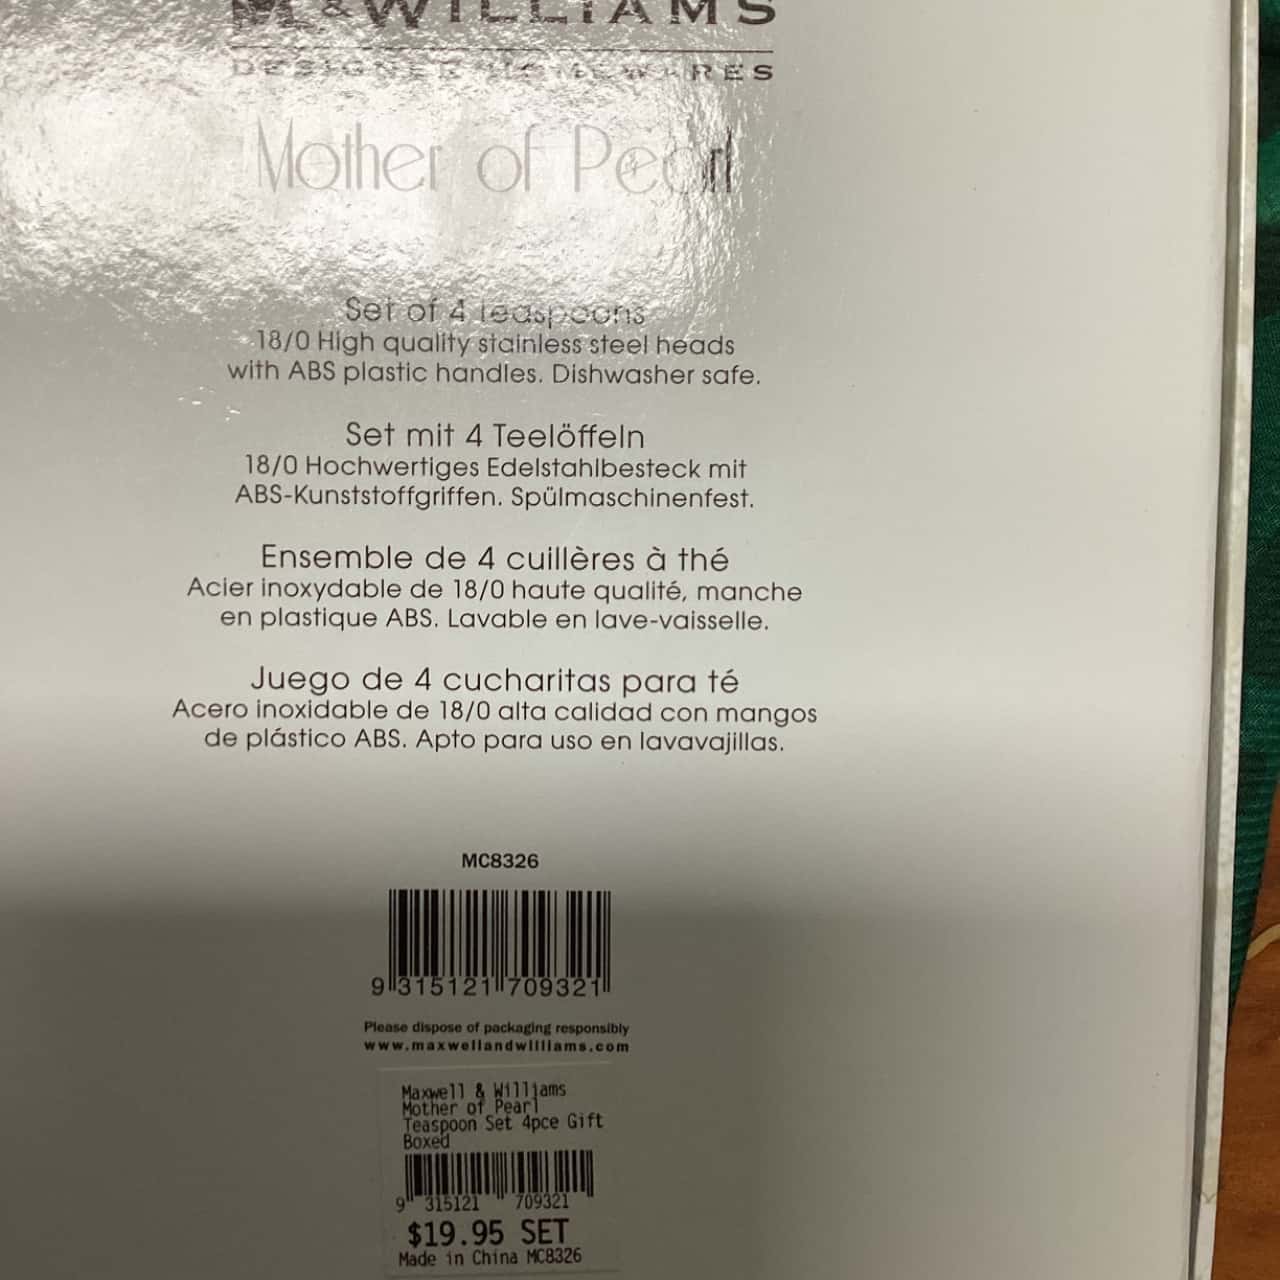 M & WILLIAMS
DESIGNER HOMEWARES
Mother of Pearl
Set of 4 teaspoons
18/0 High quality stainless steel heads
with ABS plastic handles. Dishwasher safe.
Set mit 4 Teelöffeln
18/0 Hochwertiges Edelstahlbesteck mit
ABS-Kunststoffgriffen. Spülmaschinenfest.
Ensemble de 4 cuillères à thé
Acier inoxydable de 18/0 haute qualité, manche
en plastique ABS. Lavable en lave-vaisselle.
Juego de 4 cucharitas para té
Acero inoxidable de 18/0 alta calidad con mangos
de plástico ABS. Apto para uso en lavavajillas.
MC8326
9 315121 709321
Please dispose of packaging responsibly
www.maxwellandwilliams.com
Maxwell & Williams
Mother of Pearl
Teaspoon Set 4pce Gift
Boxed
9 315121 709321
$19.95 SET
Made in China MC8326